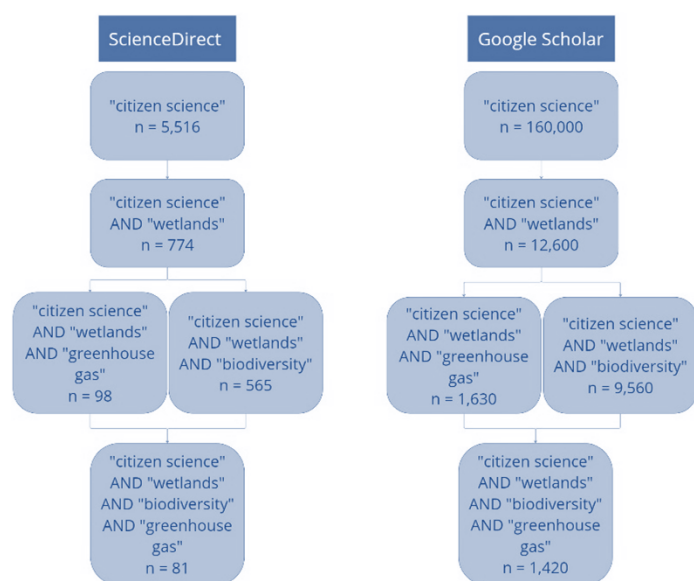 ScienceDirect
"citizen science"
n = 5,516
"citizen science"
AND "wetlands"
n = 774
"citizen science"
AND "wetlands"
AND "greenhouse
gas"
n = 98
"citizen science"
AND "wetlands"
AND "biodiversity"
n = 565
"citizen science"
AND "wetlands"
AND "biodiversity"
AND "greenhouse
gas"
n = 81
Google Scholar
"citizen science"
n = 160,000
"citizen science"
AND "wetlands"
n = 12,600
"citizen science"
AND "wetlands"
AND "greenhouse
gas"
n = 1,630
"citizen science"
AND "wetlands"
AND "biodiversity"
n = 9,560
"citizen science"
AND "wetlands"
AND "biodiversity"
AND "greenhouse
gas"
n = 1,420